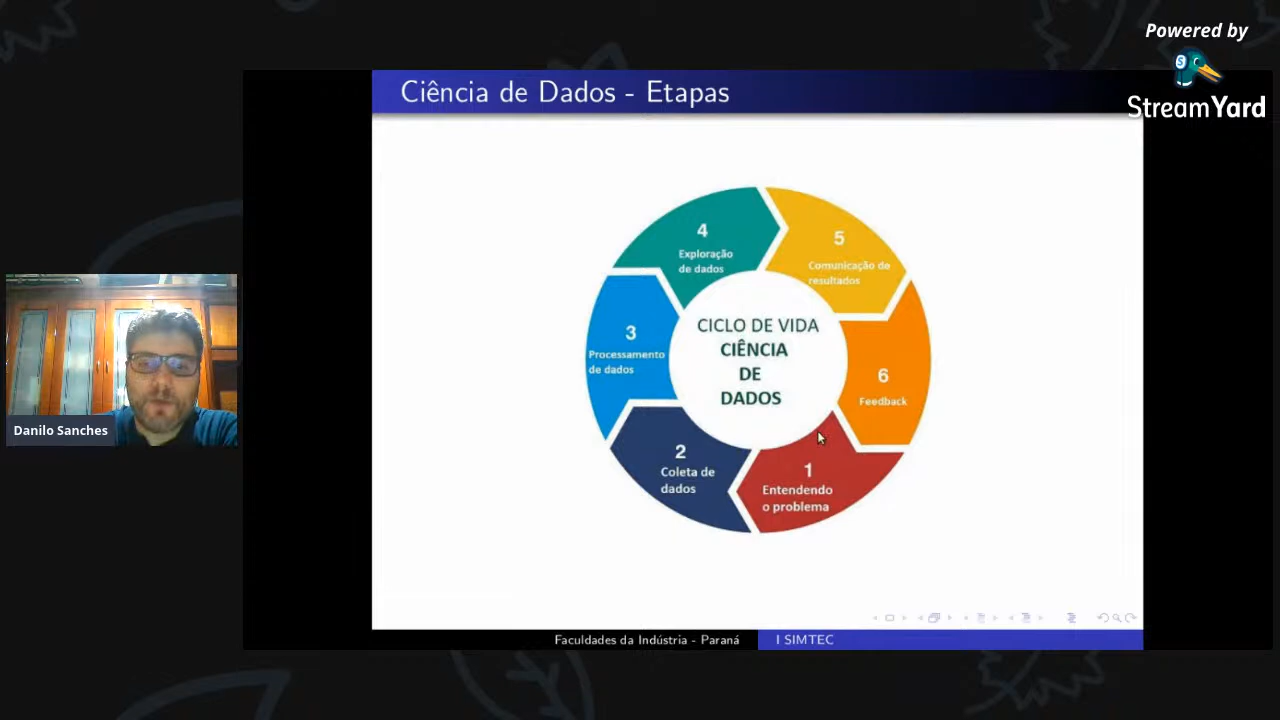 Powered by
StreamYard
Ciência de Dados - Etapas
4
Exploração
de dados
5
Comunicação de
resultados
3
Processamento
de dados
CICLO DE VIDA
CIÊNCIA
DE
DADOS
6
Feedback
2
Coleta de
dados
1
Entendendo
o problema
Danilo Sanches
Faculdades da Indústria - Paraná
I SIMTEC